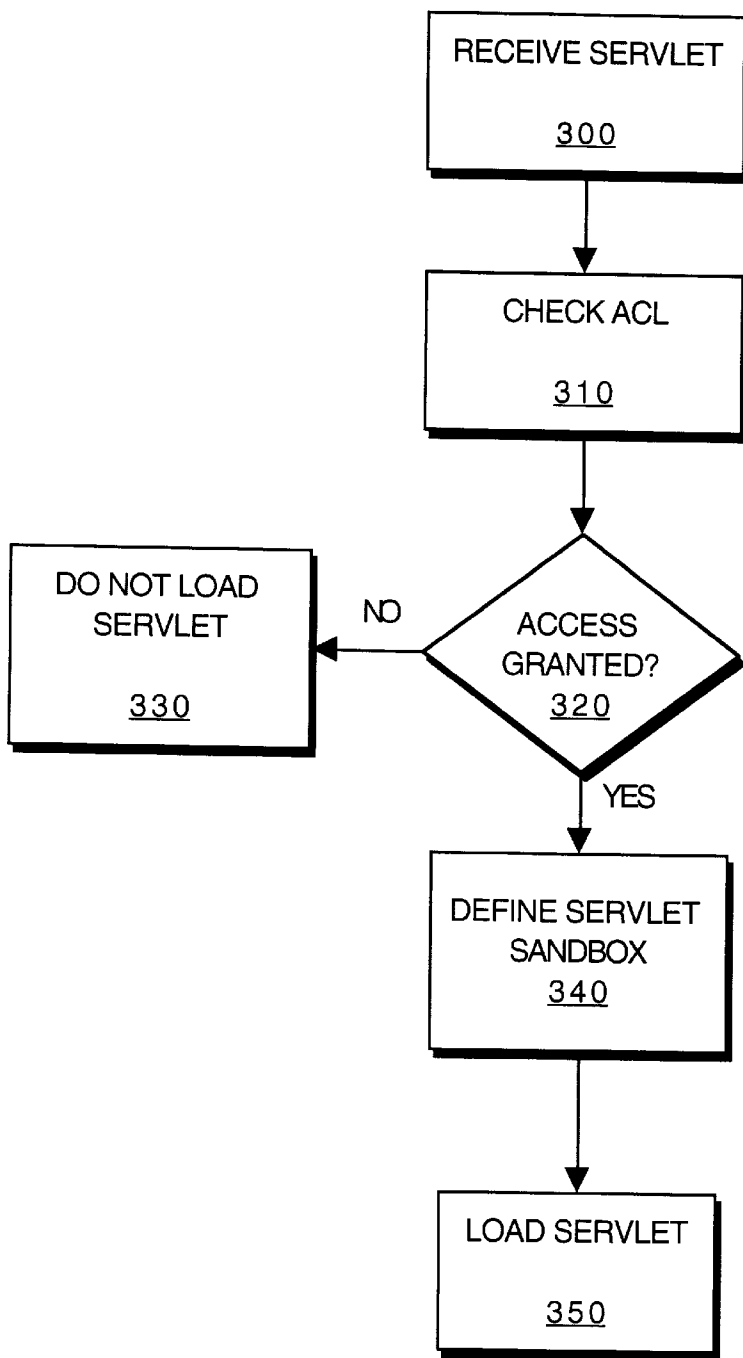 RECEIVE SERVLET
300
CHECK ACL
310
DO NOT LOAD
SERVLET
330
NO
ACCESS
GRANTED?
320
YES
DEFINE SERVLET
SANDBOX
340
LOAD SERVLET
350